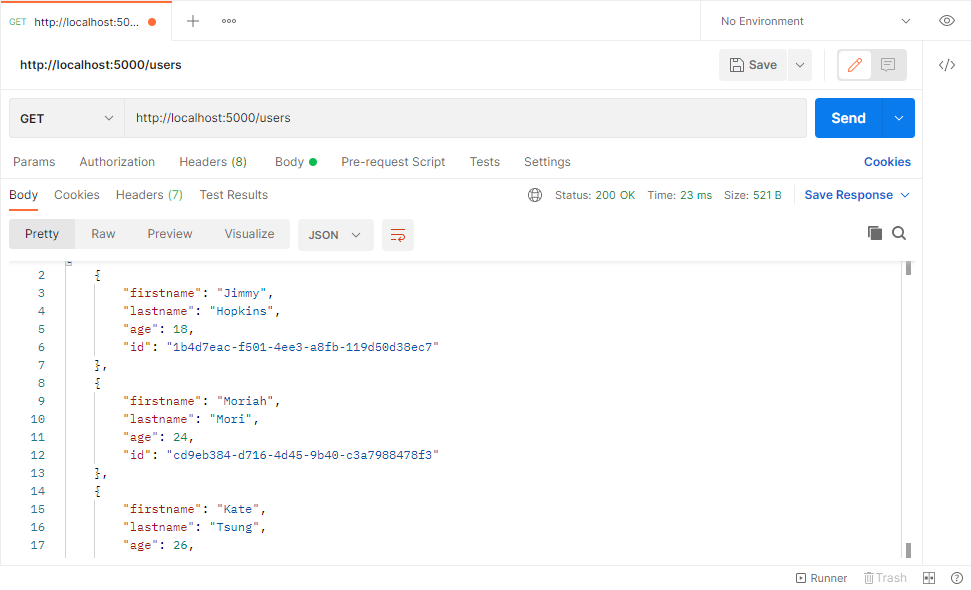 GET http://localhost:50...
No Environment
http://localhost:5000/users
Save
GET http://localhost:5000/users
Send
Params Authorization Headers (8) Body Pre-request Script Tests Settings Cookies
Body Cookies Headers (7) Test Results Status: 200 OK Time: 23 ms Size: 521 B Save Response
Pretty Raw Preview Visualize JSON
2 {
3 "firstname": "Jimmy",
4 "lastname": "Hopkins",
5 "age": 18,
6 "id": "1b4d7eac-f501-4ee3-a8fb-119d50d38ec7"
7 },
8 {
9 "firstname": "Moriah",
10 "lastname": "Mori",
11 "age": 24,
12 "id": "cd9eb384-d716-4d45-9b40-c3a7988478f3"
13 },
14 {
15 "firstname": "Kate",
16 "lastname": "Tsung",
17 "age": 26,
Runner Trash